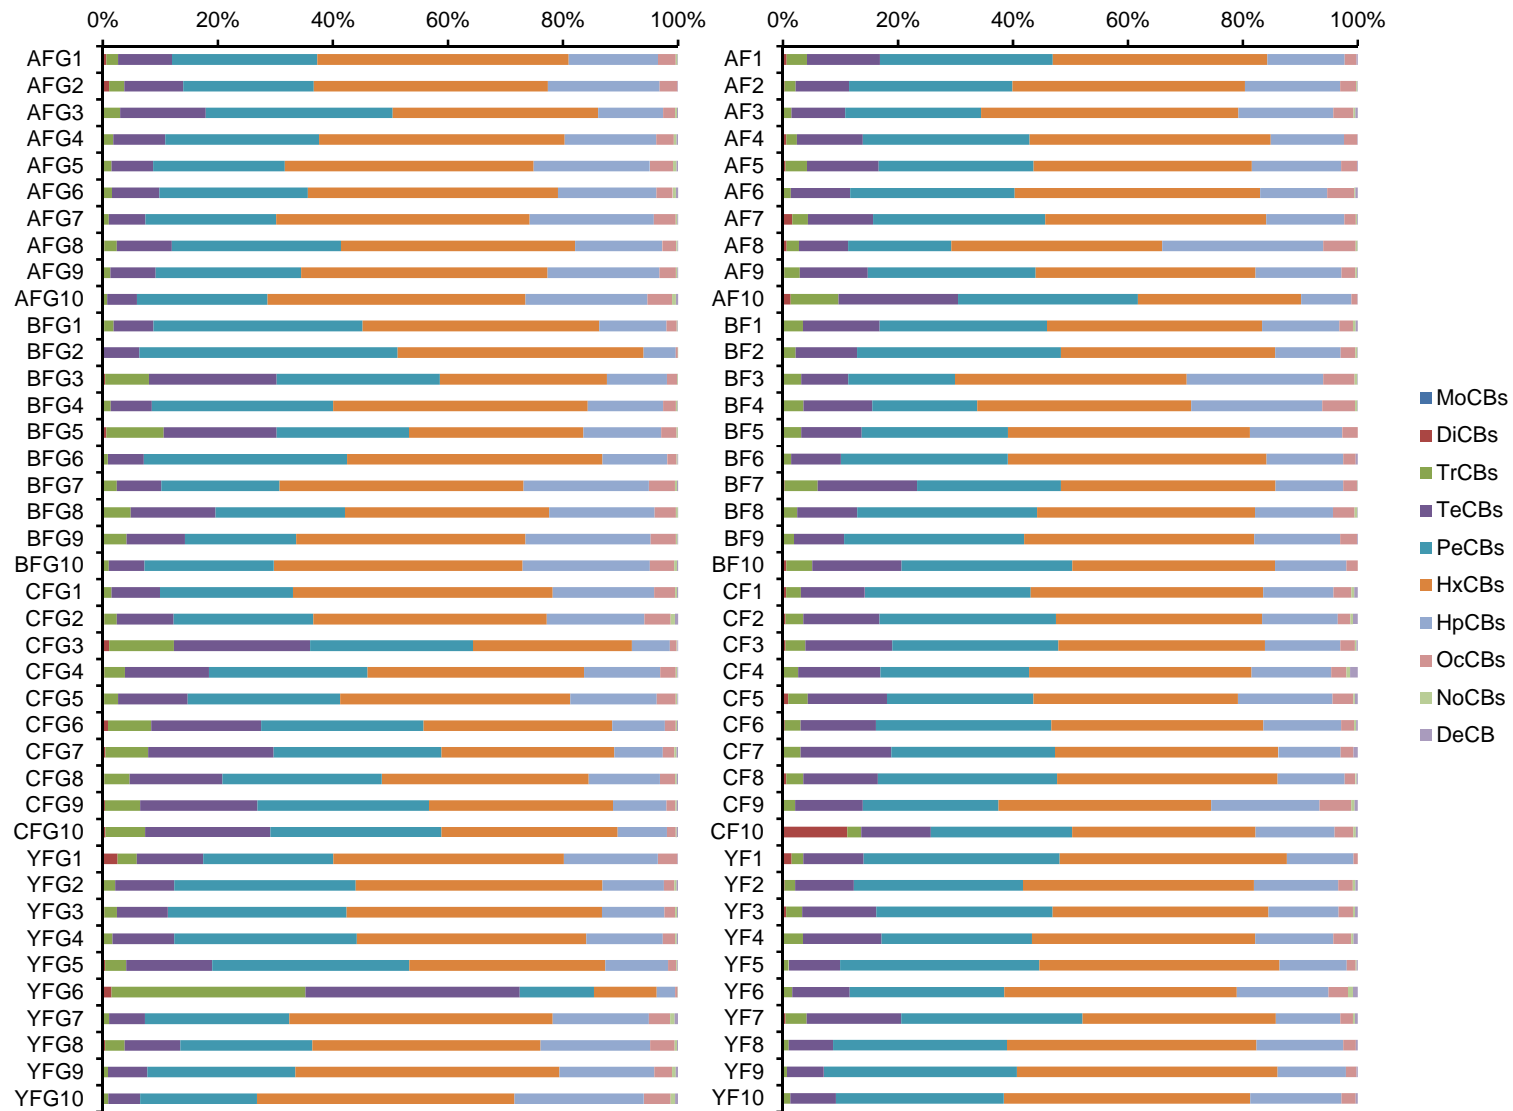 0% 20% 40% 60% 80% 100%
AFG1
AFG2
AFG3
AFG4
AFG5
AFG6
AFG7
AFG8
AFG9
AFG10
BFG1
BFG2
BFG3
BFG4
BFG5
BFG6
BFG7
BFG8
BFG9
BFG10
CFG1
CFG2
CFG3
CFG4
CFG5
CFG6
CFG7
CFG8
CFG9
CFG10
YFG1
YFG2
YFG3
YFG4
YFG5
YFG6
YFG7
YFG8
YFG9
YFG10
0% 20% 40% 60% 80% 100%
AF1
AF2
AF3
AF4
AF5
AF6
AF7
AF8
AF9
AF10
BF1
BF2
BF3
BF4
BF5
BF6
BF7
BF8
BF9
BF10
CF1
CF2
CF3
CF4
CF5
CF6
CF7
CF8
CF9
CF10
YF1
YF2
YF3
YF4
YF5
YF6
YF7
YF8
YF9
YF10
MoCBs
DiCBs
TrCBs
TeCBs
PeCBs
HxCBs
HpCBs
OcCBs
NoCBs
DeCB